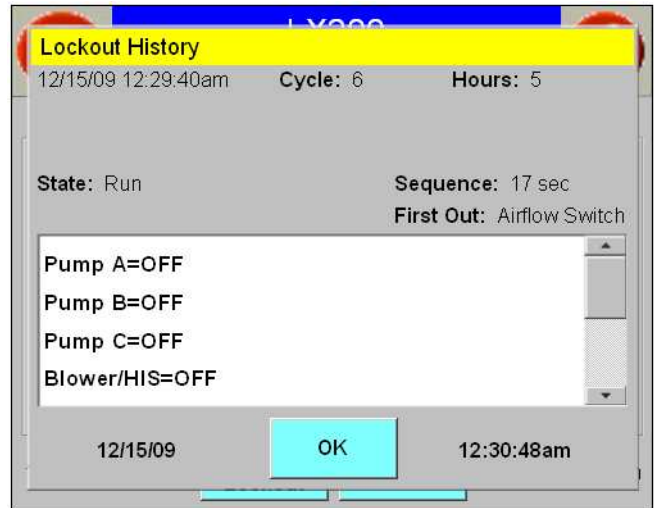 Lockout History
12/15/09 12:29:40am Cycle: 6 Hours: 5
State: Run Sequence: 17 sec
First Out: Airflow Switch
Pump A=OFF
Pump B=OFF
Pump C=OFF
Blower/HIS=OFF
12/15/09 OK 12:30:48am